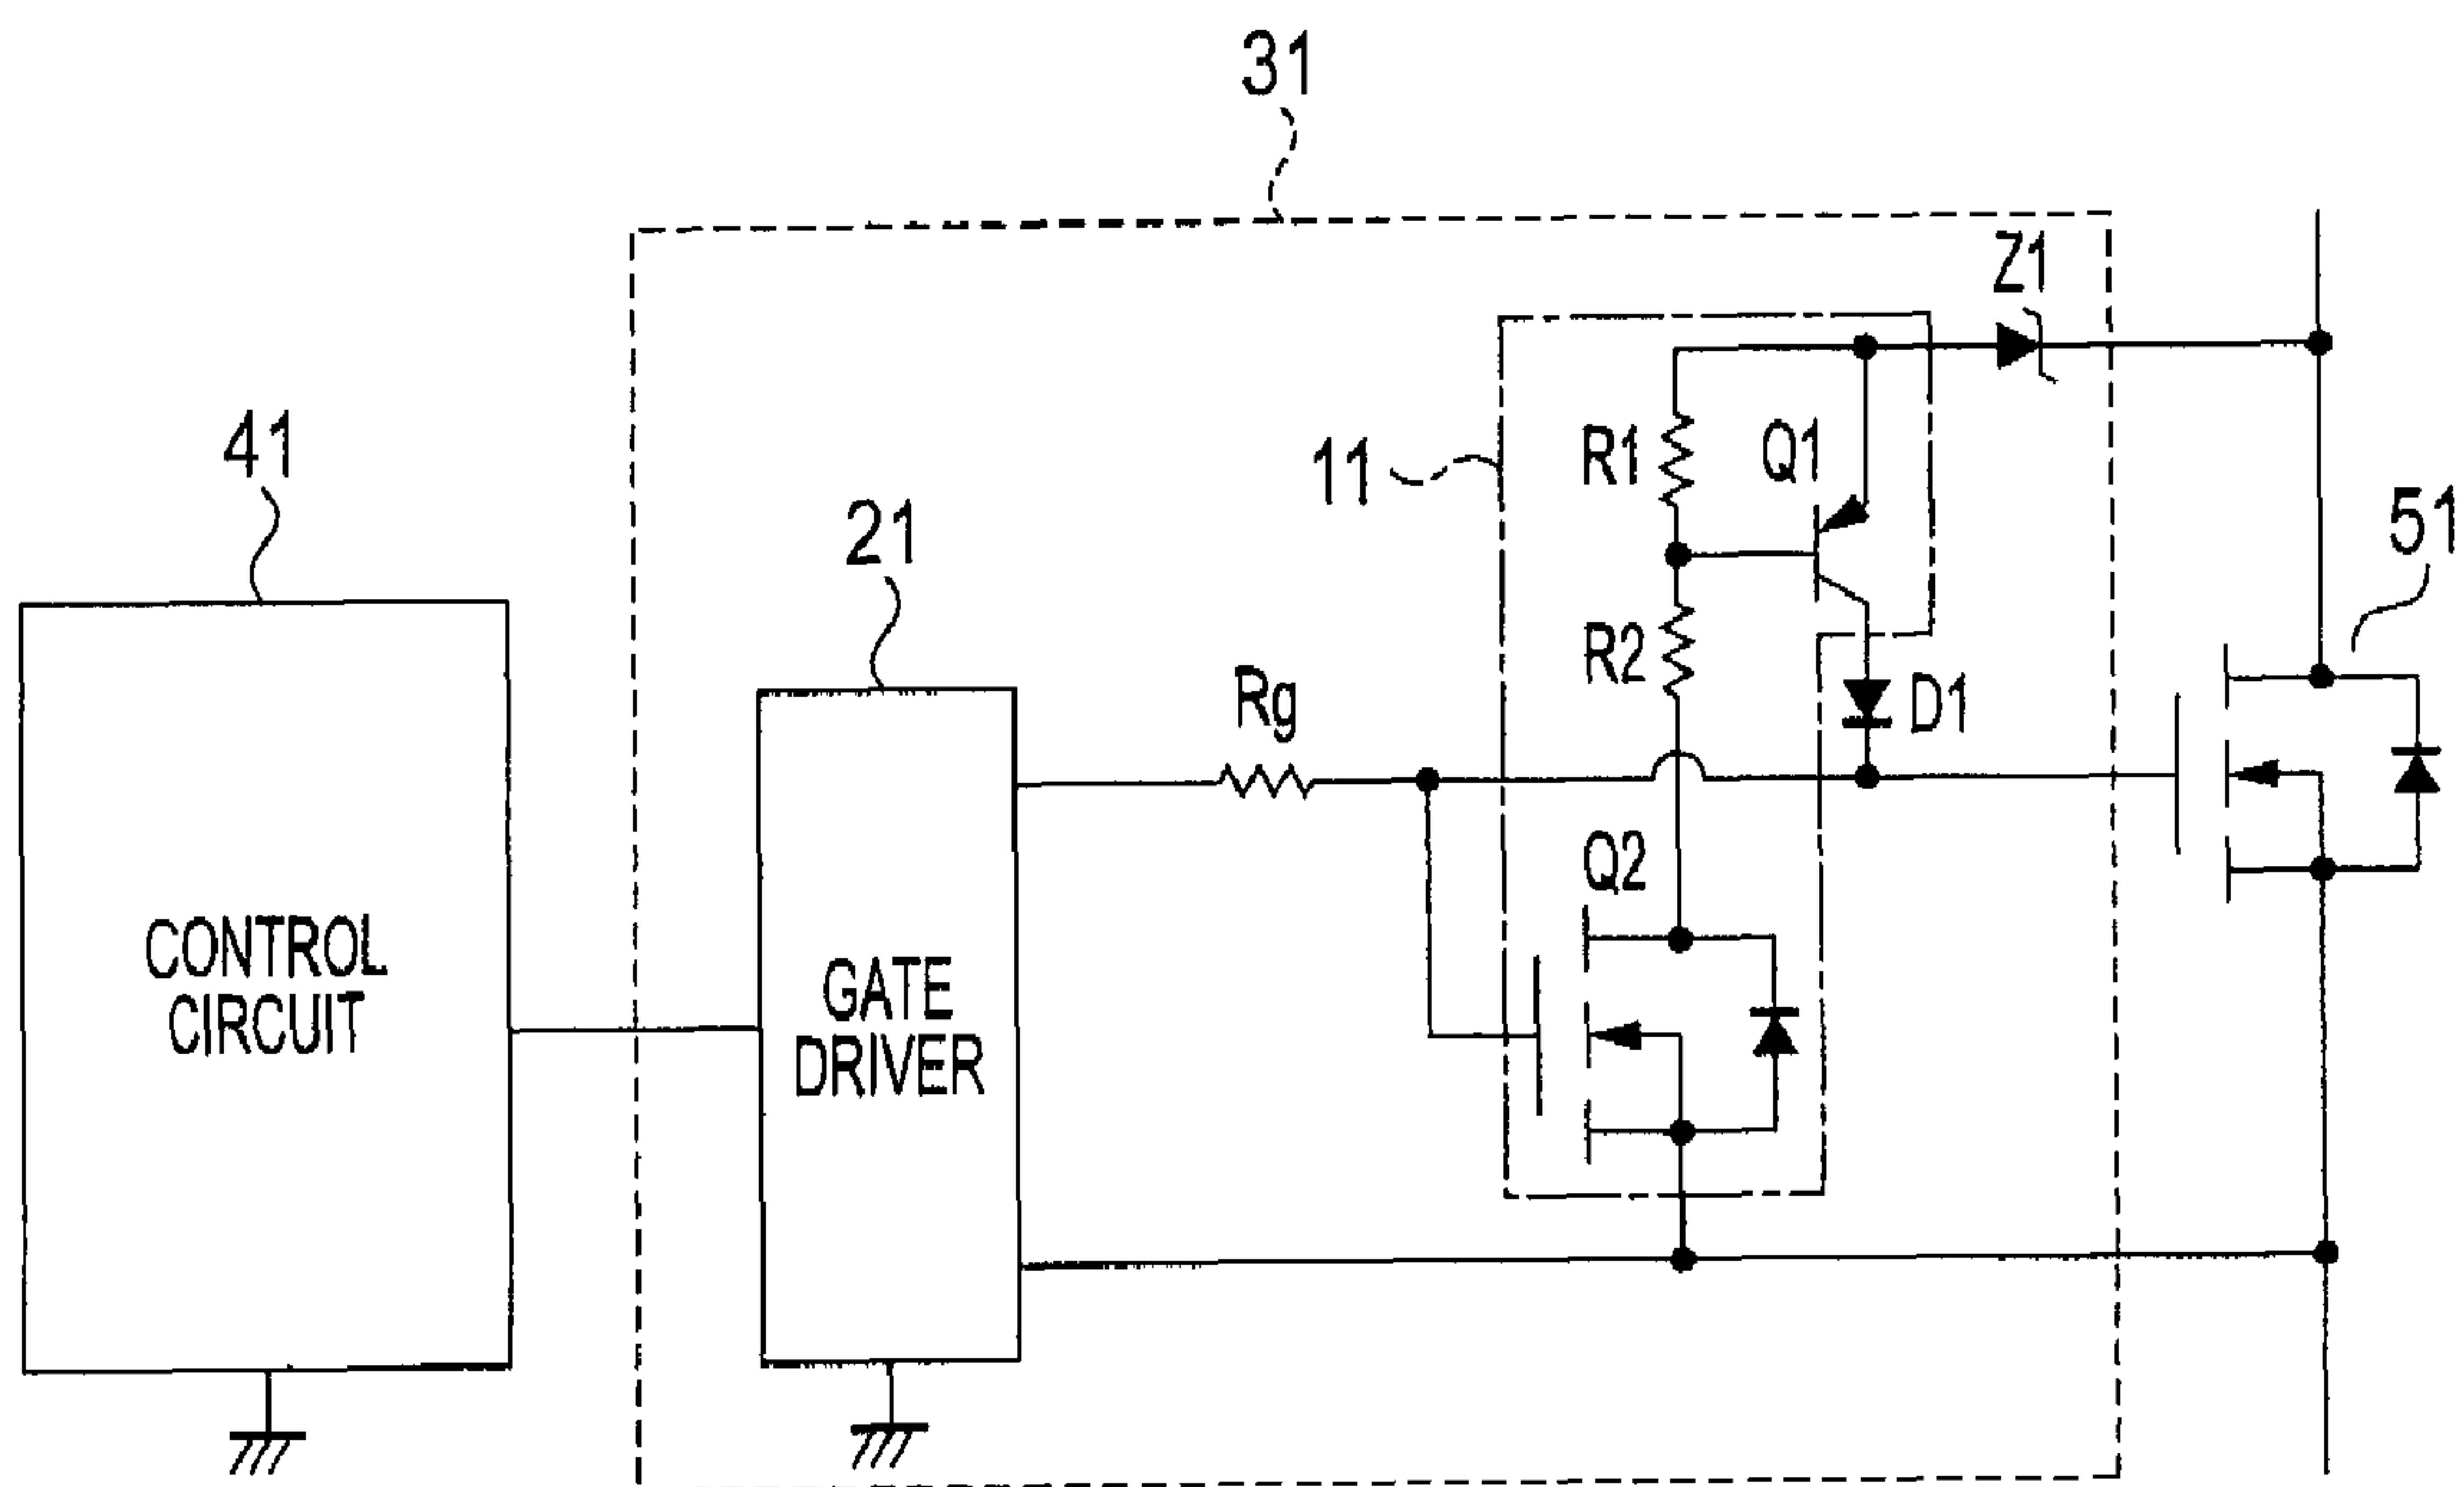 31
Z1
41
11
R1
Q1
51
21
R2
Rg
D1
Q2
CONTROL
CIRCUIT
GATE
DRIVER